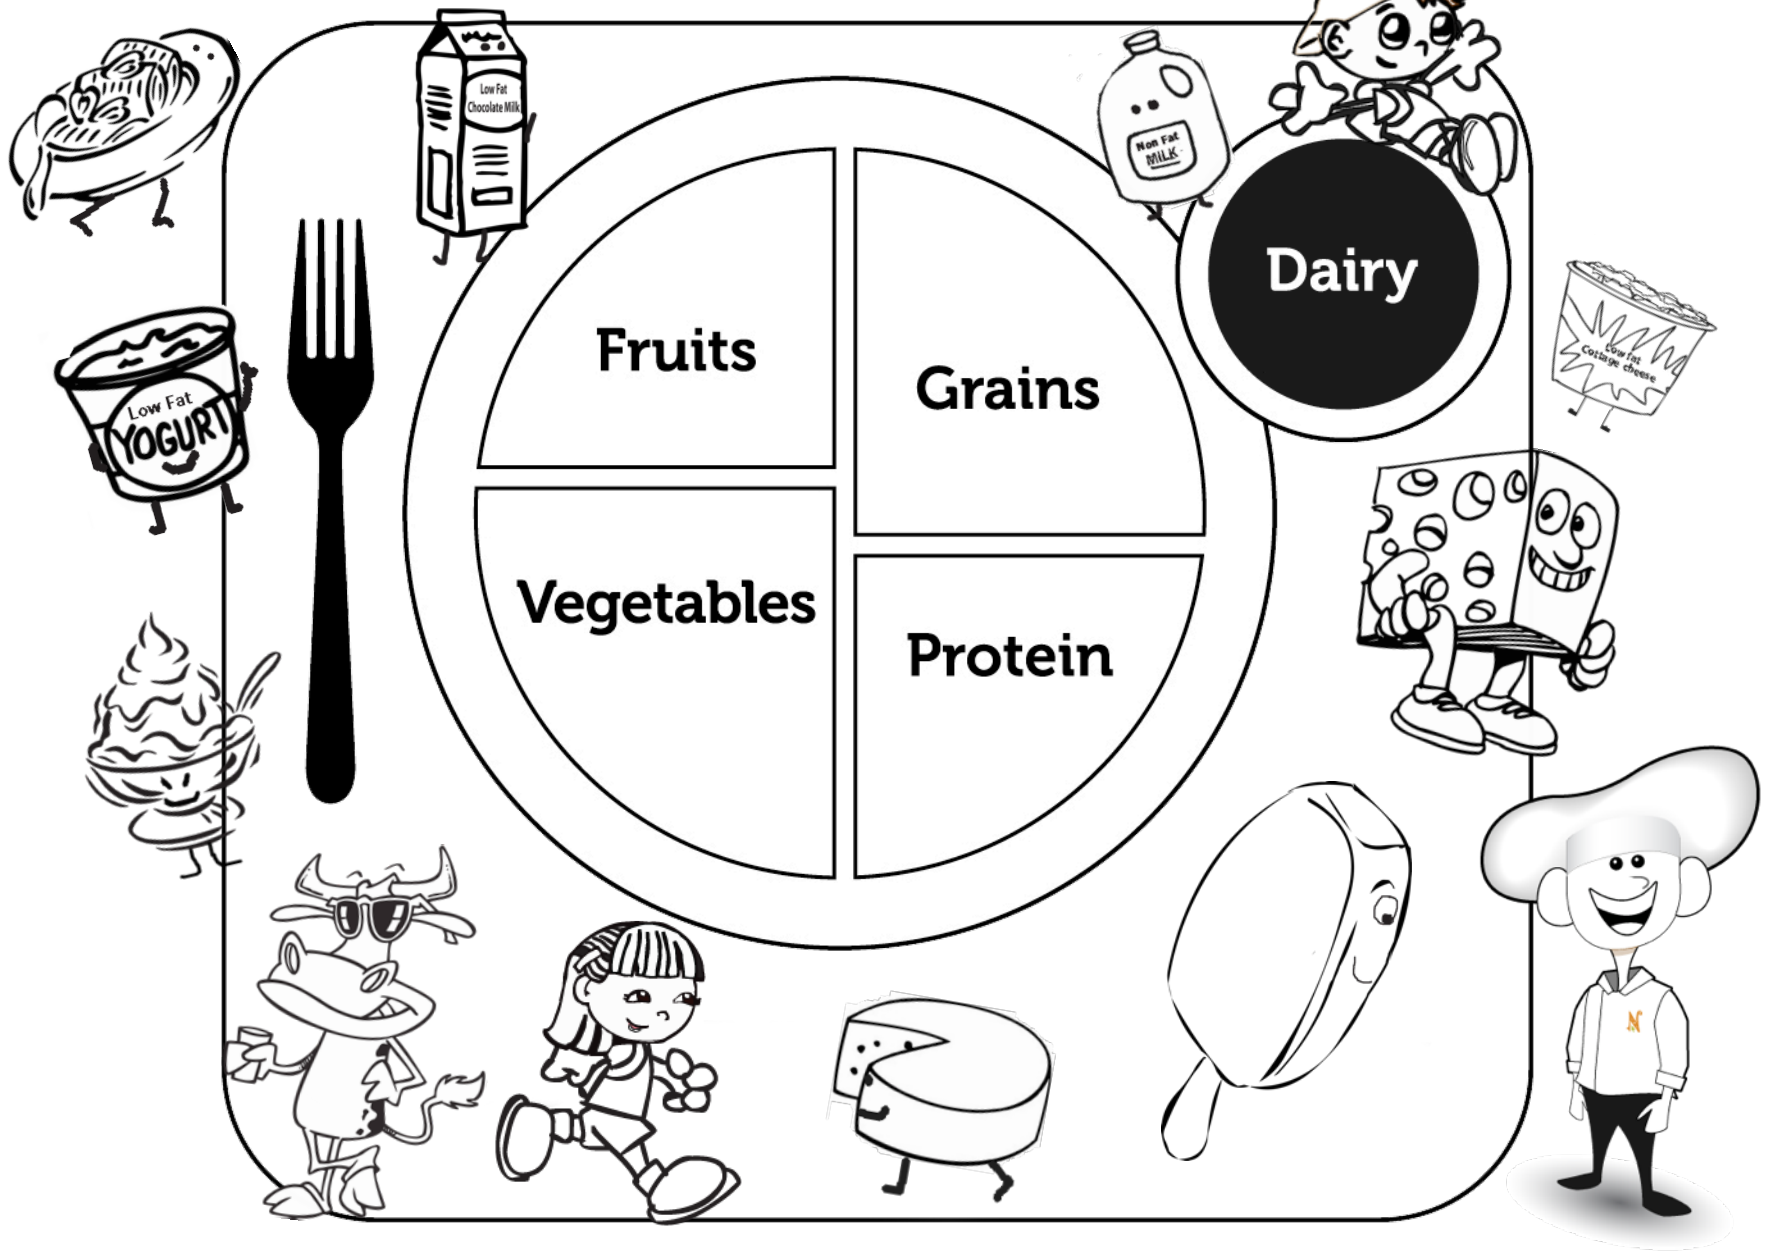 Low Fat
Chocolate Milk
Non Fat
MILK
Dairy
Fruits
Grains
Low fat
Cottage cheese
Low Fat
YOGURT
Vegetables
Protein
N